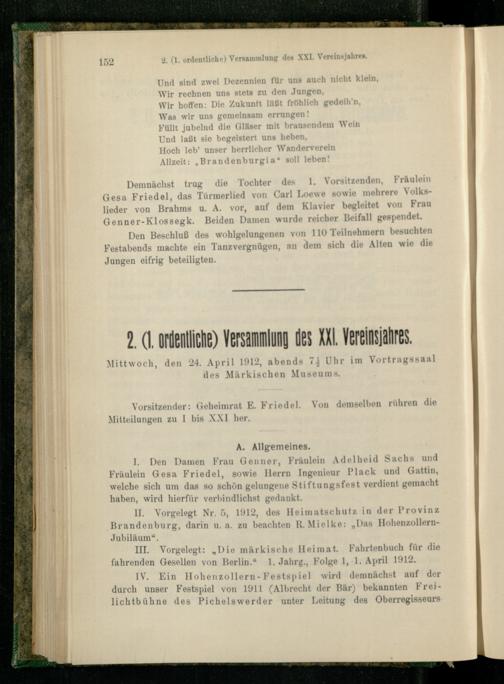 152
2. (1. ordentliche) Versammlung des XXI. Vereinsjahres.
Und sind zwei Dezennien für uns auch nicht klein,
Wir rechnen uns stets zu den Jungen,
Wir hoffen: Die Zukunft läßt fröhlich gedeih'n,
Was wir uns gemeinsam errungen!
Füllt jubelnd die Gläser mit brausendem Wein
Und laßt sie begeistert uns heben,
Hoch leb' unser herrlicher Wanderverein
Allzeit: „Brandenburgia“ soll leben!
Demnächst trug die Tochter des 1. Vorsitzenden, Fräulein
Gesa Friedel, das Türmerlied von Carl Loewe sowie mehrere Volks-
lieder von Brahms u. A. vor, auf dem Klavier begleitet von Frau
Genner-Klossegk. Beiden Damen wurde reicher Beifall gespendet.
Den Beschluß des wohlgelungenen von 110 Teilnehmern besuchten
Festabends machte ein Tanzvergnügen, an dem sich die Alten wie die
Jungen eifrig beteiligten.
2. (1. ordentliche) Versammlung des XXI. Vereinsjahres.
Mittwoch, den 24. April 1912, abends 7½ Uhr im Vortragssaal
des Märkischen Museums.
Vorsitzender: Geheimrat E. Friedel. Von demselben rühren die
Mitteilungen zu I bis XXI her.
A. Allgemeines.
I. Den Damen Frau Genner, Fräulein Adelheid Sachs und
Fräulein Gesa Friedel, sowie Herrn Ingenieur Plack und Gattin,
welche sich um das so schön gelungene Stiftungsfest verdient gemacht
haben, wird hierfür verbindlichst gedankt.
II. Vorgelegt Nr. 5, 1912, des Heimatschutz in der Provinz
Brandenburg, darin u. a. zu beachten R. Mielke: „Das Hohenzollern-
Jubiläum“.
III. Vorgelegt: „Die märkische Heimat. Fahrtenbuch für die
fahrenden Gesellen von Berlin.“ 1. Jahrg., Folge 1, 1. April 1912.
IV. Ein Hohenzollern-Festspiel wird demnächst auf der
durch unser Festspiel von 1911 (Albrecht der Bär) bekannten Frei-
lichtbühne des Pichelswerder unter Leitung des Oberregisseurs